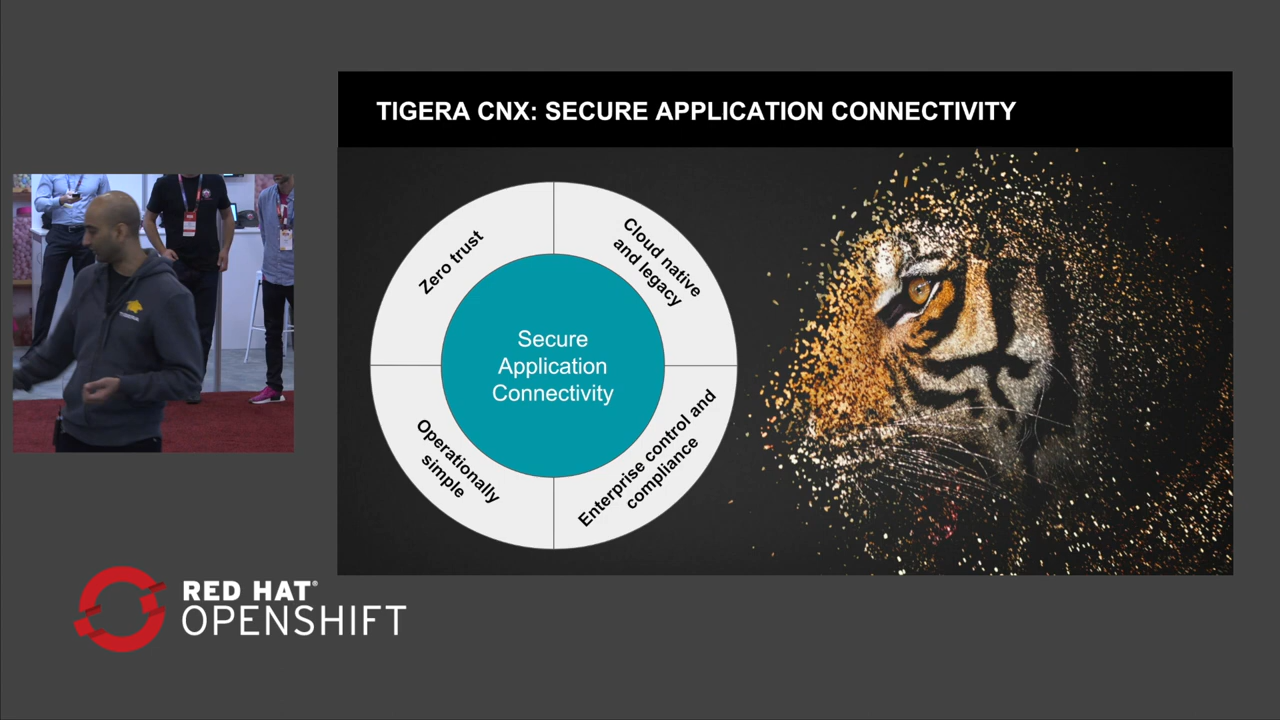 TIGERA CNX: SECURE APPLICATION CONNECTIVITY
Zero trust
Cloud native
and legacy
Secure
Application
Connectivity
Operationally
simple
Enterprise control and
compliance
RED HAT®
OPENSHIFT